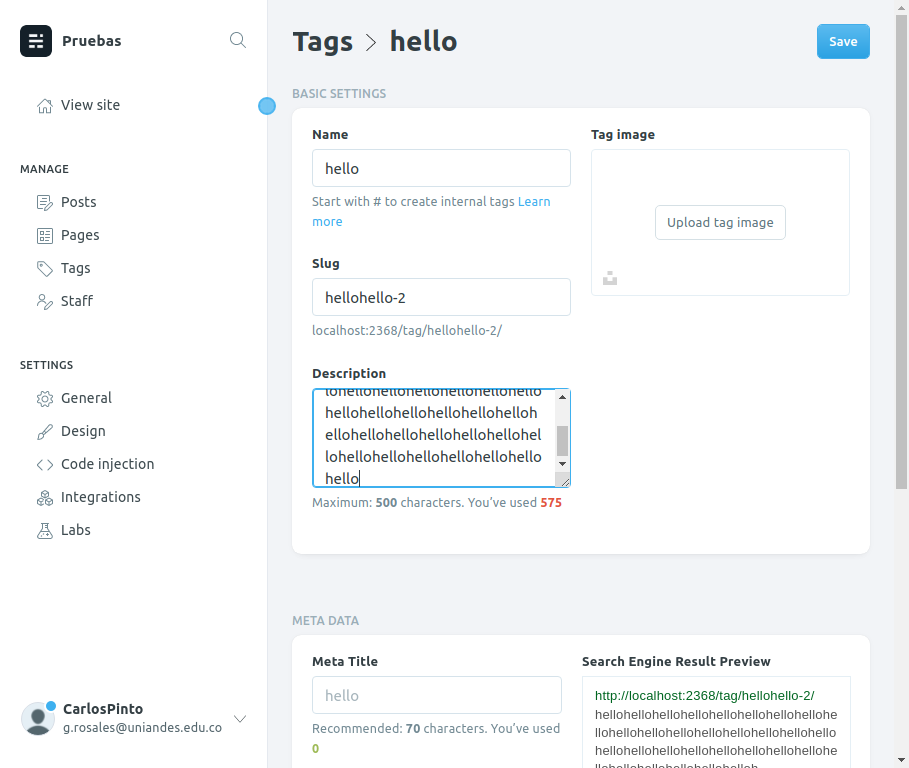 Pruebas
View site
MANAGE
Posts
Pages
Tags
Staff
SETTINGS
General
Design
Code injection
Integrations
Labs
CarlosPinto
g.rosales@uniandes.edu.co
Tags > hello
Save
BASIC SETTINGS
Name
hello
Start with # to create internal tags Learn
more
Slug
hellohello-2
localhost:2368/tag/hellohello-2/
Description
lohellohellohellohellohellohello
hellohellohellohellohellohelloh
ellohellohellohellohellohellohel
lohellohellohellohellohellohello
hello
Maximum: 500 characters. You’ve used 575
Tag image
Upload tag image
META DATA
Meta Title
hello
Recommended: 70 characters. You’ve used
0
Search Engine Result Preview
http://localhost:2368/tag/hellohello-2/
hellohellohellohellohellohellohellohellohe
llohellohellohellohellohellohellohellohello
hellohellohellohellohellohellohellohellohe
llohellohellohellohellohelloh